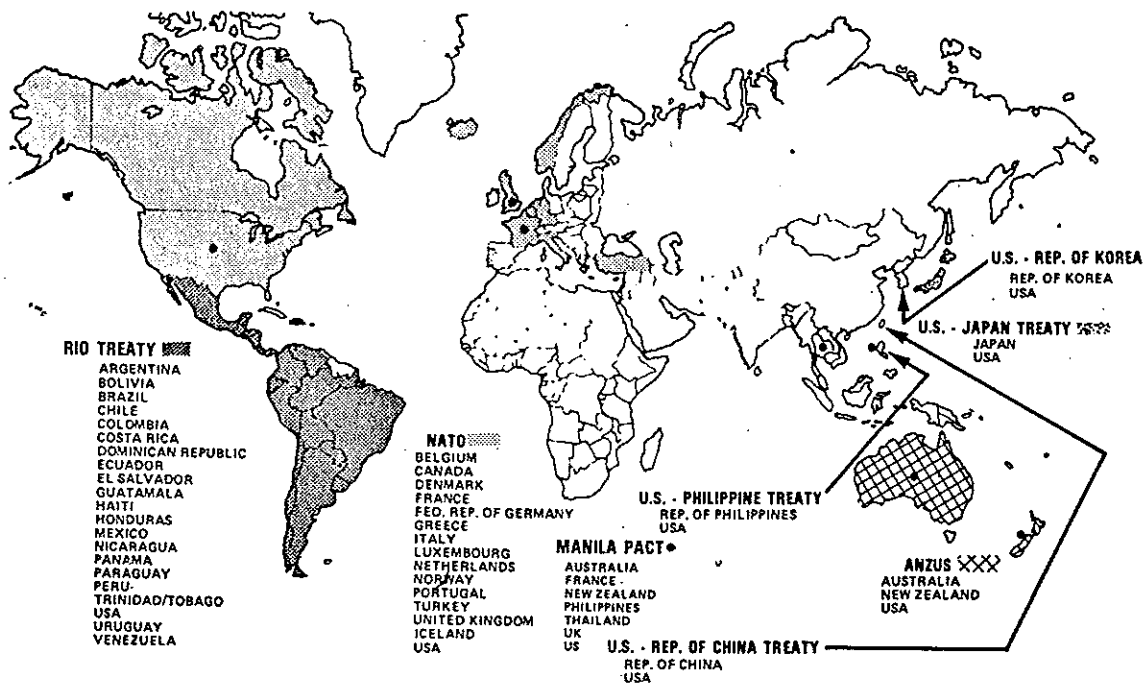 RIO TREATY
ARGENTINA
BOLIVIA
BRAZIL
CHILE
COLOMBIA
COSTA RICA
DOMINICAN REPUBLIC
ECUADOR
EL SALVADOR
GUATAMALA
HAITI
HONDURAS
MEXICO
NICARAGUA
PANAMA
PARAGUAY
PERU
TRINIDAD/TOBAGO
USA
URUGUAY
VENEZUELA
NATO
BELGIUM
CANADA
DENMARK
FRANCE
FED. REP. OF GERMANY
GREECE
ITALY
LUXEMBOURG
NETHERLANDS
NORWAY
PORTUGAL
TURKEY
UNITED KINGDOM
ICELAND
USA
MANILA PACT
AUSTRALIA
FRANCE
NEW ZEALAND
PHILIPPINES
THAILAND
UK
US
U.S. - REP. OF KOREA
REP. OF KOREA
USA
U.S. - JAPAN TREATY
JAPAN
USA
U.S. - PHILIPPINE TREATY
REP. OF PHILIPPINES
USA
ANZUS
AUSTRALIA
NEW ZEALAND
USA
U.S. - REP. OF CHINA TREATY
REP. OF CHINA
USA